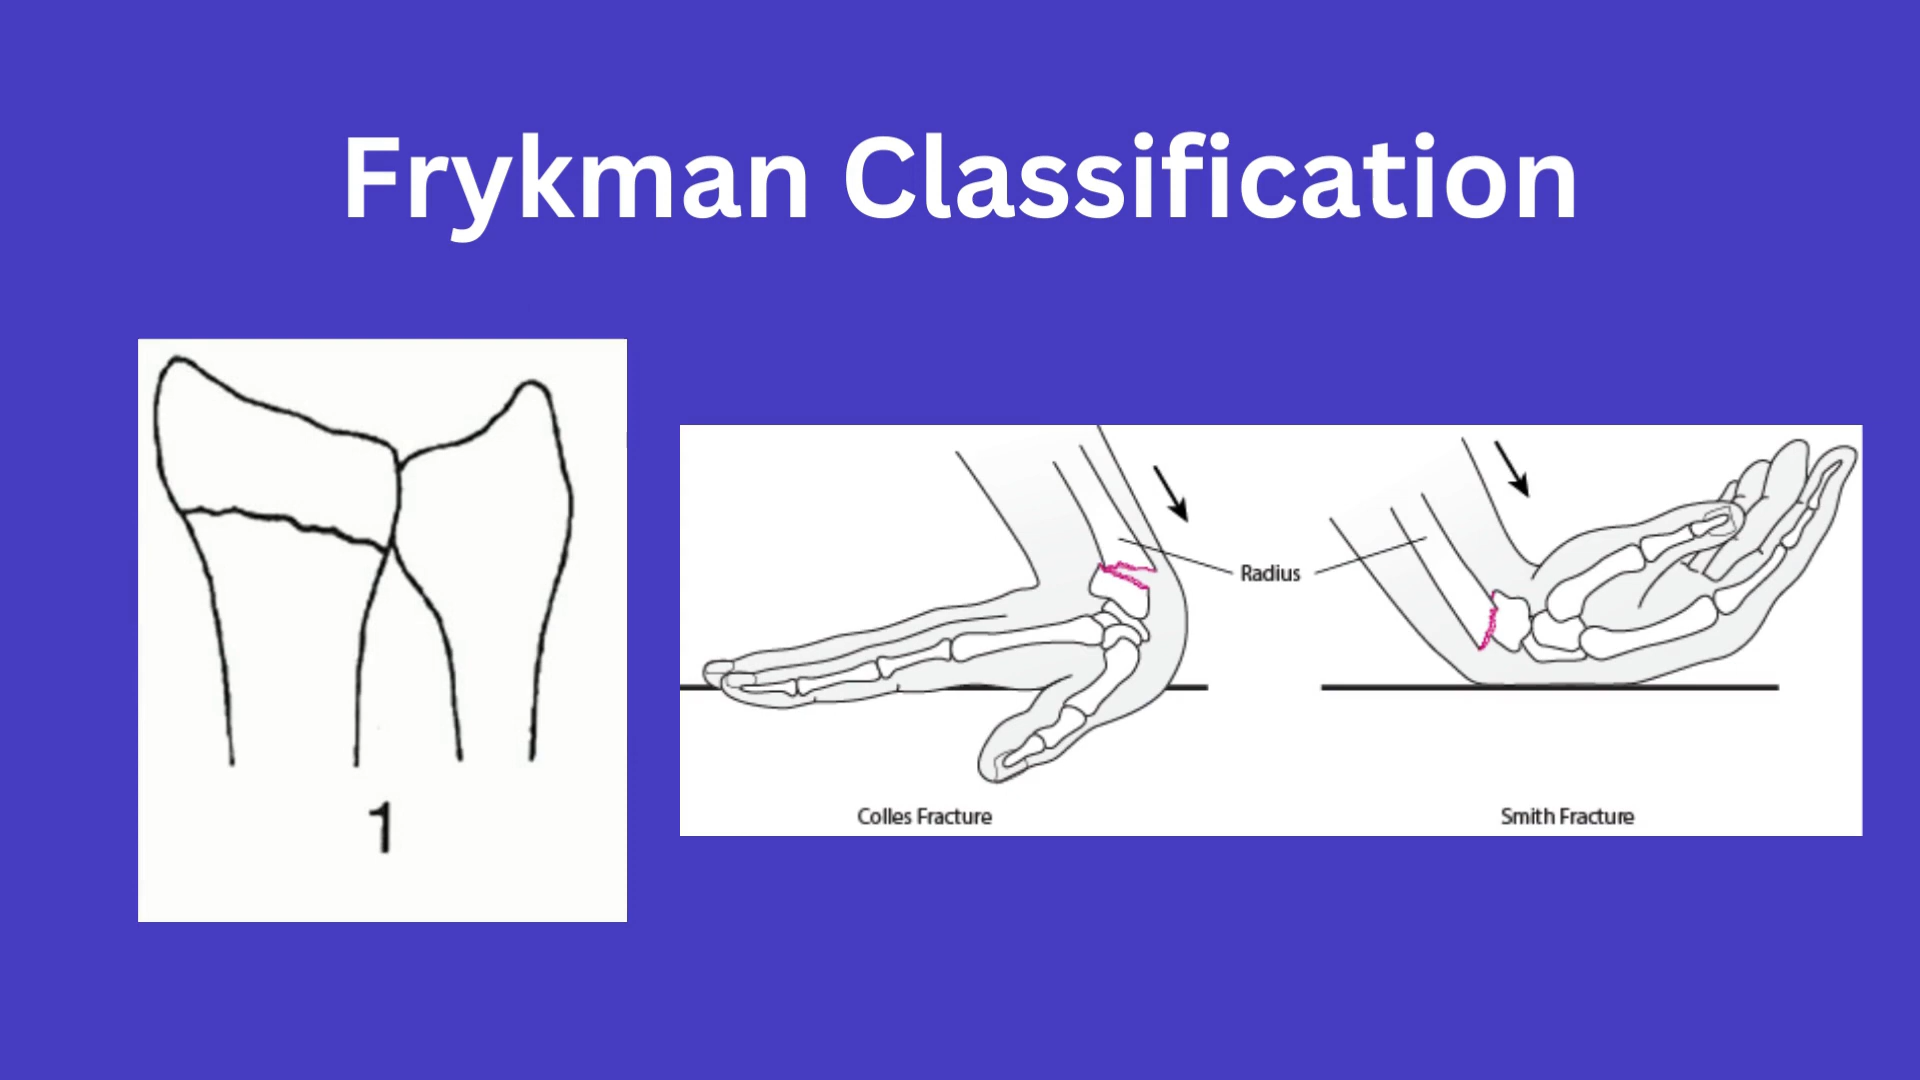 Frykman Classification
1
Radius
Colles Fracture
Smith Fracture